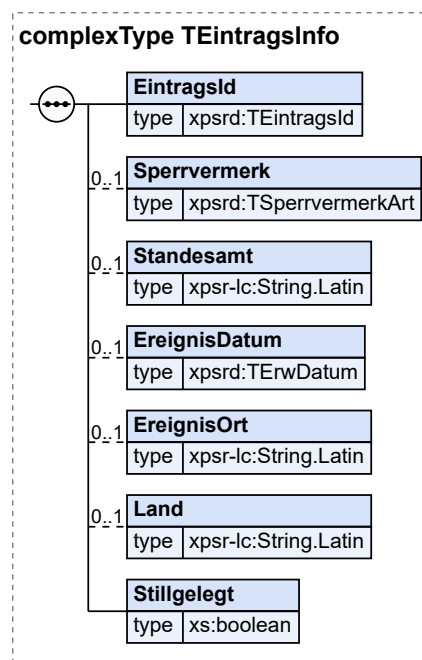 complexType TEintragsInfo
EintragsId
type xpsrd:TEintragsId
0..1 Sperrvermerk
type xpsrd:TSperrvermerkArt
0..1 Standesamt
type xpsr-lc:String.Latin
0..1 EreignisDatum
type xpsrd:TErwDatum
0..1 EreignisOrt
type xpsr-lc:String.Latin
0..1 Land
type xpsr-lc:String.Latin
Stillgelegt
type xs:boolean